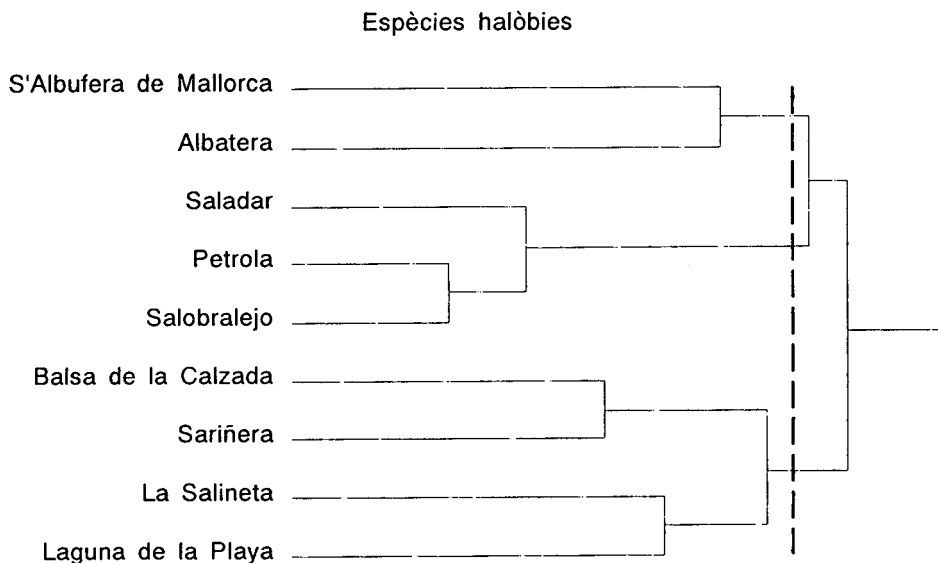 Espècies halòbies
S'Albufera de Mallorca
Albatera
Saladar
Petrola
Salobralejo
Balsa de la Calzada
Sariñera
La Salineta
Laguna de la Playa